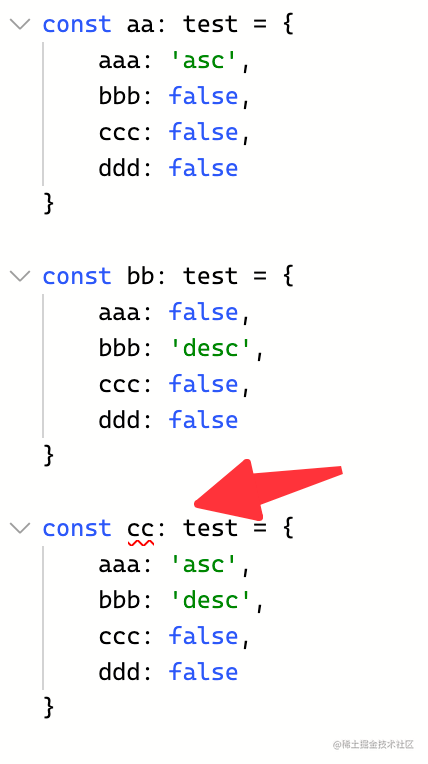 const aa: test = {
    aaa: 'asc',
    bbb: false,
    ccc: false,
    ddd: false
}
const bb: test = {
    aaa: false,
    bbb: 'desc',
    ccc: false,
    ddd: false
}
const cc: test = {
    aaa: 'asc',
    bbb: 'desc',
    ccc: false,
    ddd: false
}
@稀土掘金技术社区